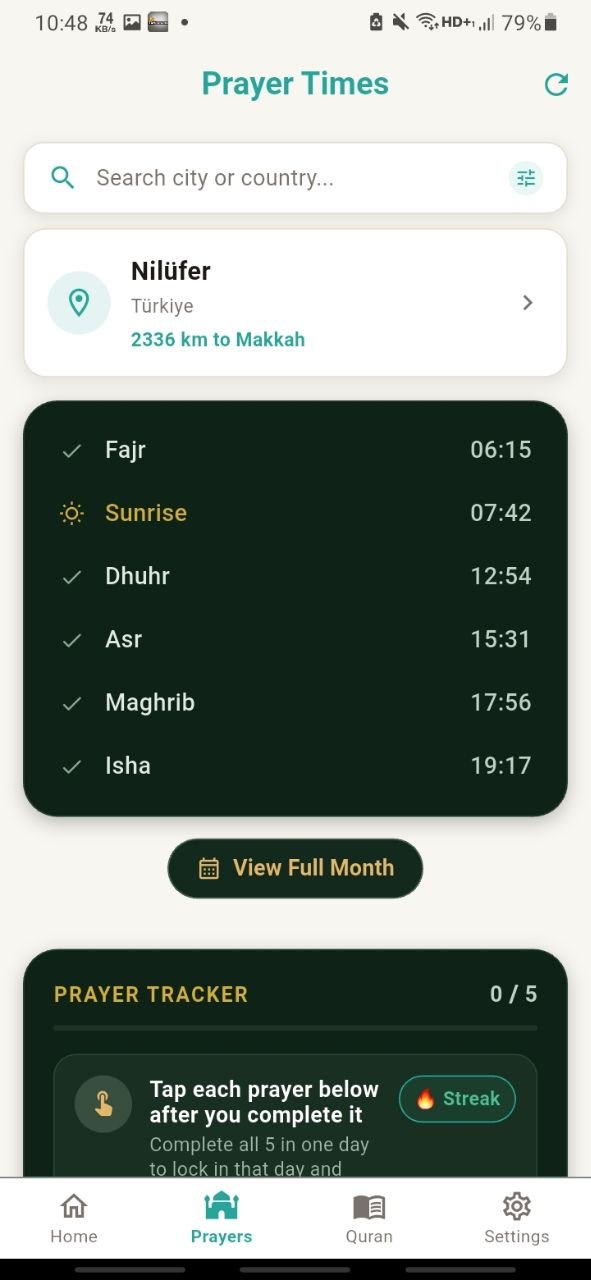 10:48 74 KB/s HD+ 79%
Prayer Times
Search city or country...
Nilüfer
Türkiye
2336 km to Makkah
Fajr 06:15
Sunrise 07:42
Dhuhr 12:54
Asr 15:31
Maghrib 17:56
Isha 19:17
View Full Month
PRAYER TRACKER 0 / 5
Tap each prayer below
after you complete it
Streak
Complete all 5 in one day
to lock in that day and
Home Prayers Quran Settings